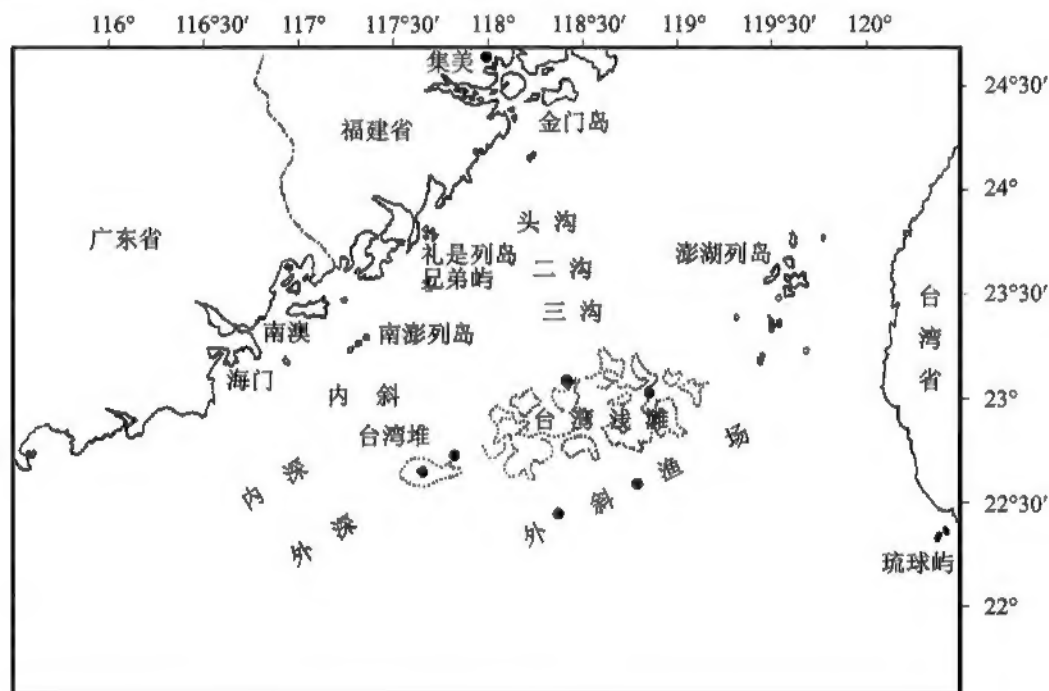 116° 116°30′ 117° 117°30′ 118° 118°30′ 119° 119°30′ 120°
集美
24°30′
福建省
金门岛
24°
广东省
头沟
礼是列岛
二沟
澎湖列岛
兄弟屿
23°30′
三沟
台湾省
南澳
南澎列岛
海门
内斜
23°
台湾浅滩
台湾堆
内深
外斜渔场
22°30′
外深
琉球屿
22°